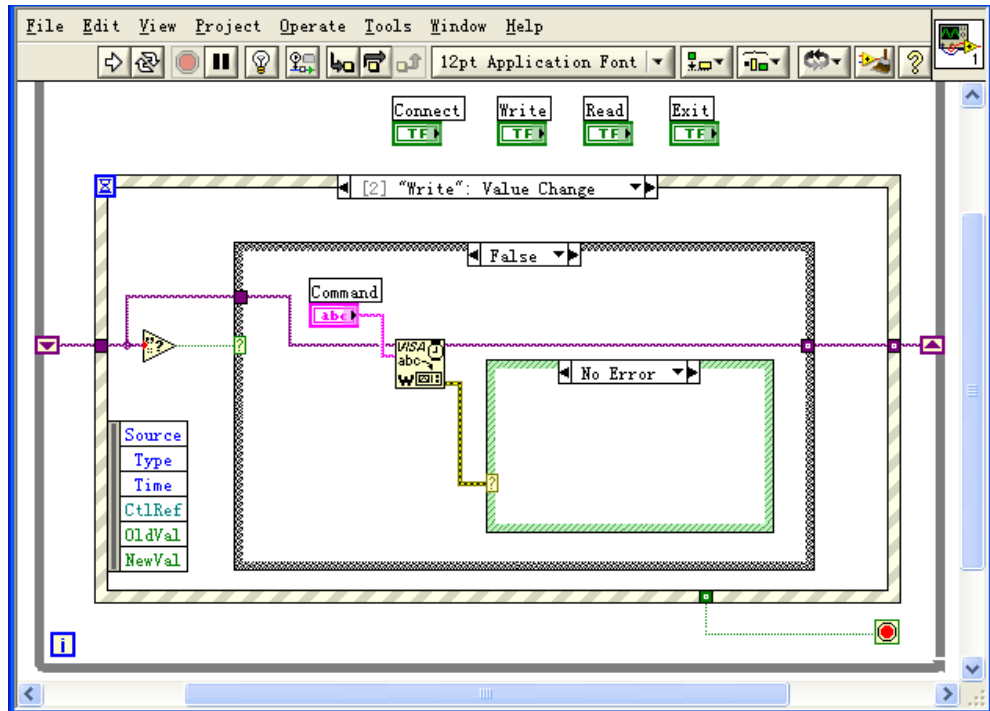 File Edit View Project Operate Tools Window Help
12pt Application Font
1
Connect Write Read Exit
TF TF TF TF
[2] "Write": Value Change
False
Command
abc
VISA
abc
W
No Error
?
?
?
Source
Type
Time
CtlRef
OldVal
NewVal
i